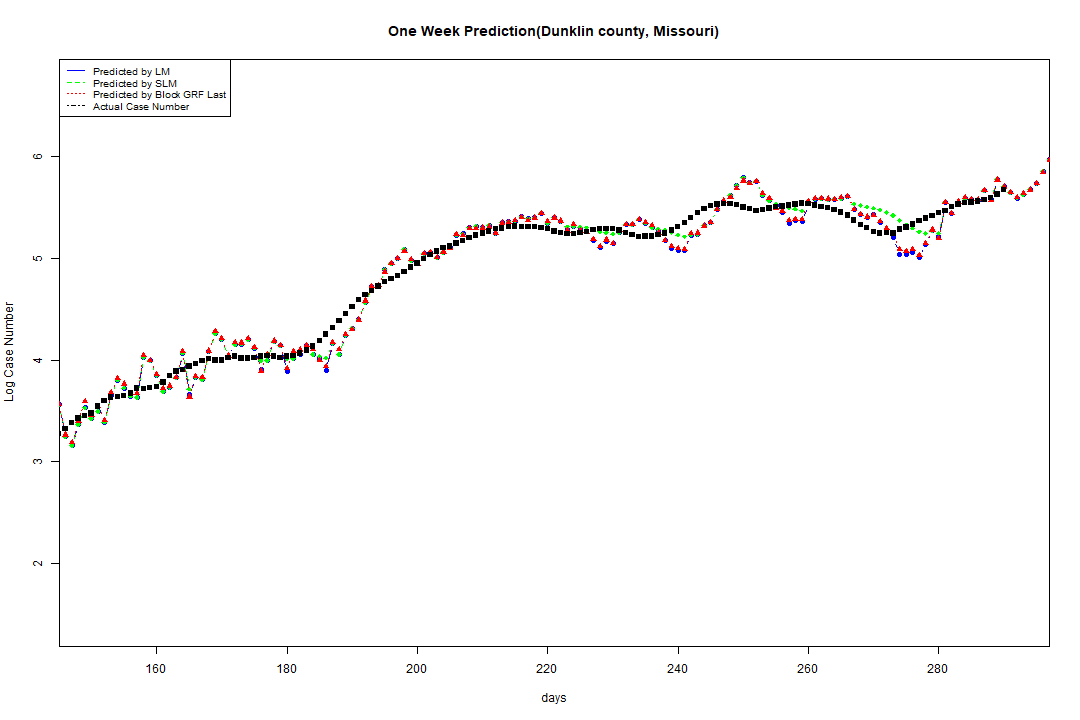 One Week Prediction(Dunklin county, Missouri)
Predicted by LM
Predicted by SLM
Predicted by Block GRF Last
Actual Case Number
6
5
4
3
2
Log Case Number
160 180 200 220 240 260 280
days